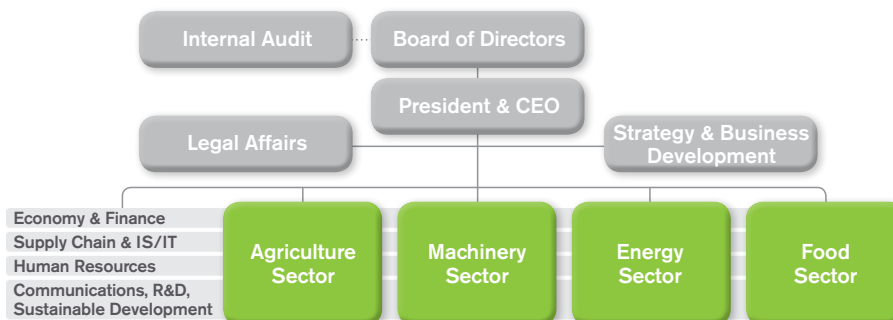 Internal Audit
Board of Directors
President & CEO
Legal Affairs
Strategy & Business
Development
Economy & Finance
Supply Chain & IS/IT
Human Resources
Communications, R&D,
Sustainable Development
Agriculture
Sector
Machinery
Sector
Energy
Sector
Food
Sector